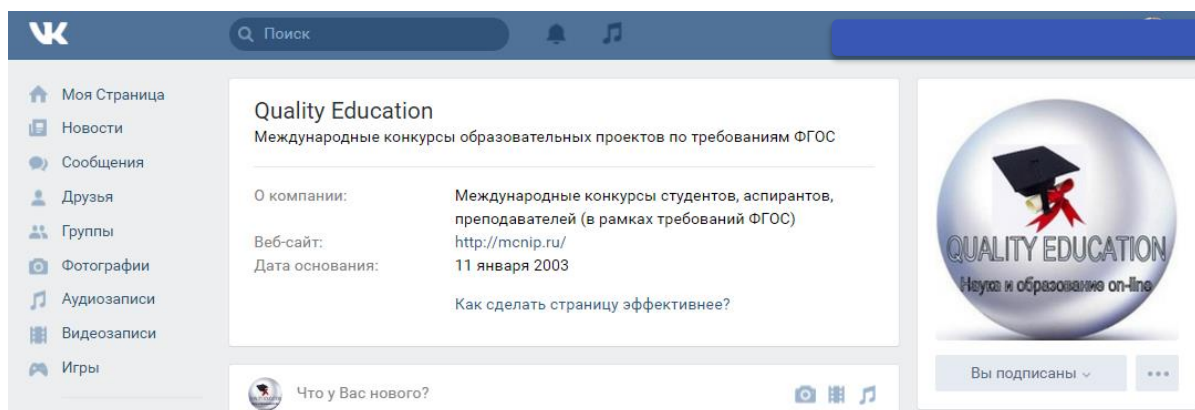 VK
Поиск
Моя Страница
Новости
Сообщения
Друзья
Группы
Фотографии
Аудиозаписи
Видеозаписи
Игры
Quality Education
Международные конкурсы образовательных проектов по требованиям ФГОС
О компании: Международные конкурсы студентов, аспирантов,
преподавателей (в рамках требований ФГОС)
Веб-сайт: http://mcnip.ru/
Дата основания: 11 января 2003
Как сделать страницу эффективнее?
Что у Вас нового?
QUALITY EDUCATION
Наука и образование on-line
Вы подписаны